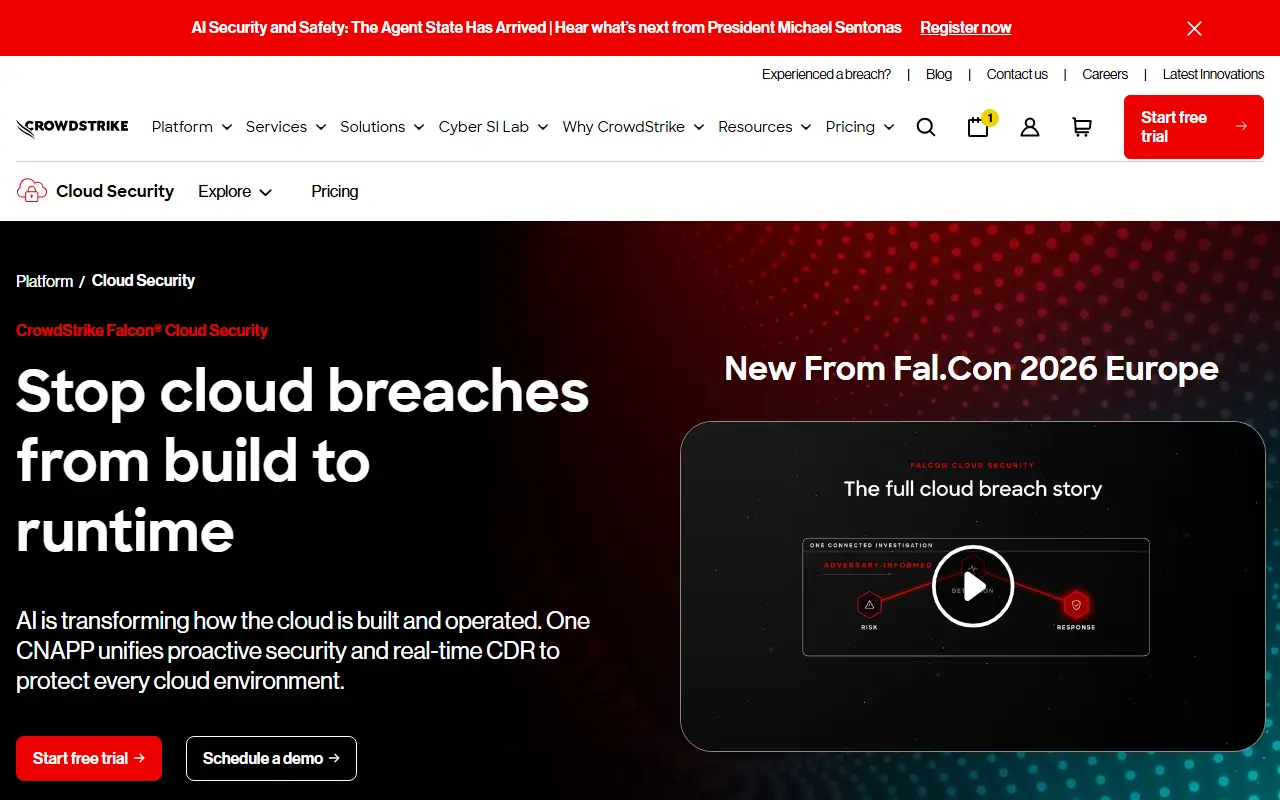 AI Security and Safety: The Agent State Has Arrived | Hear what's next from President Michael Sentonas Register now
Experienced a breach? | Blog | Contact us | Careers | Latest Innovations
CROWDSTRIKE Platform Services Solutions Cyber SI Lab Why CrowdStrike Resources Pricing 1 Start free trial
Cloud Security Explore Pricing
Platform / Cloud Security
CrowdStrike Falcon® Cloud Security
Stop cloud breaches
from build to
runtime
AI is transforming how the cloud is built and operated. One
CNAPP unifies proactive security and real-time CDR to
protect every cloud environment.
Start free trial → Schedule a demo →
New From Fal.Con 2026 Europe
FALCON CLOUD SECURITY
The full cloud breach story
ONE CONNECTED INVESTIGATION
ADVERSARY-INFORMED
RISK
RESPONSE